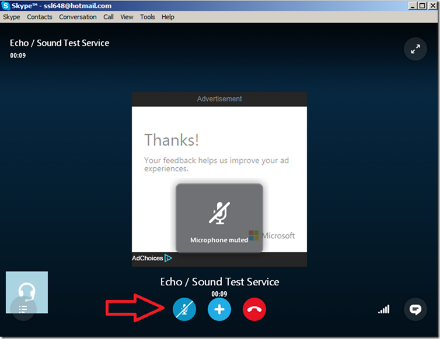 Skype™ - ssl648@hotmail.com
Skype Contacts Conversation Call View Tools Help
Echo / Sound Test Service
00:09
Advertisement
Thanks!
Your feedback helps us improve your ad
experiences.
Microphone muted
Microsoft
AdChoices
Echo / Sound Test Service
00:09